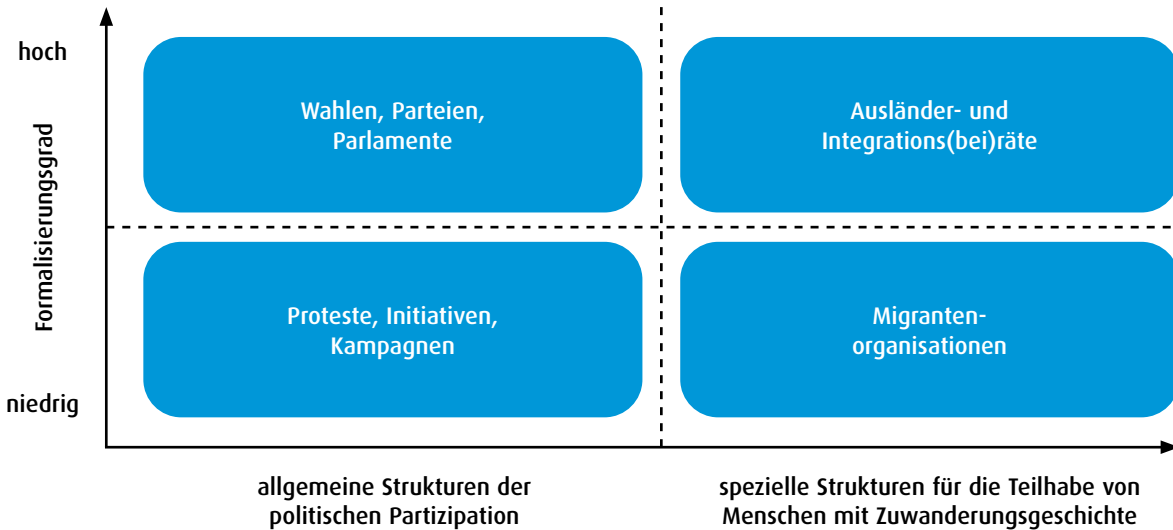 hoch
Formalisierungsgrad
niedrig
Wahlen, Parteien,
Parlamente
Ausländer- und
Integrations(bei)räte
Proteste, Initiativen,
Kampagnen
Migranten-
organisationen
allgemeine Strukturen der
politischen Partizipation
spezielle Strukturen für die Teilhabe von
Menschen mit Zuwanderungsgeschichte